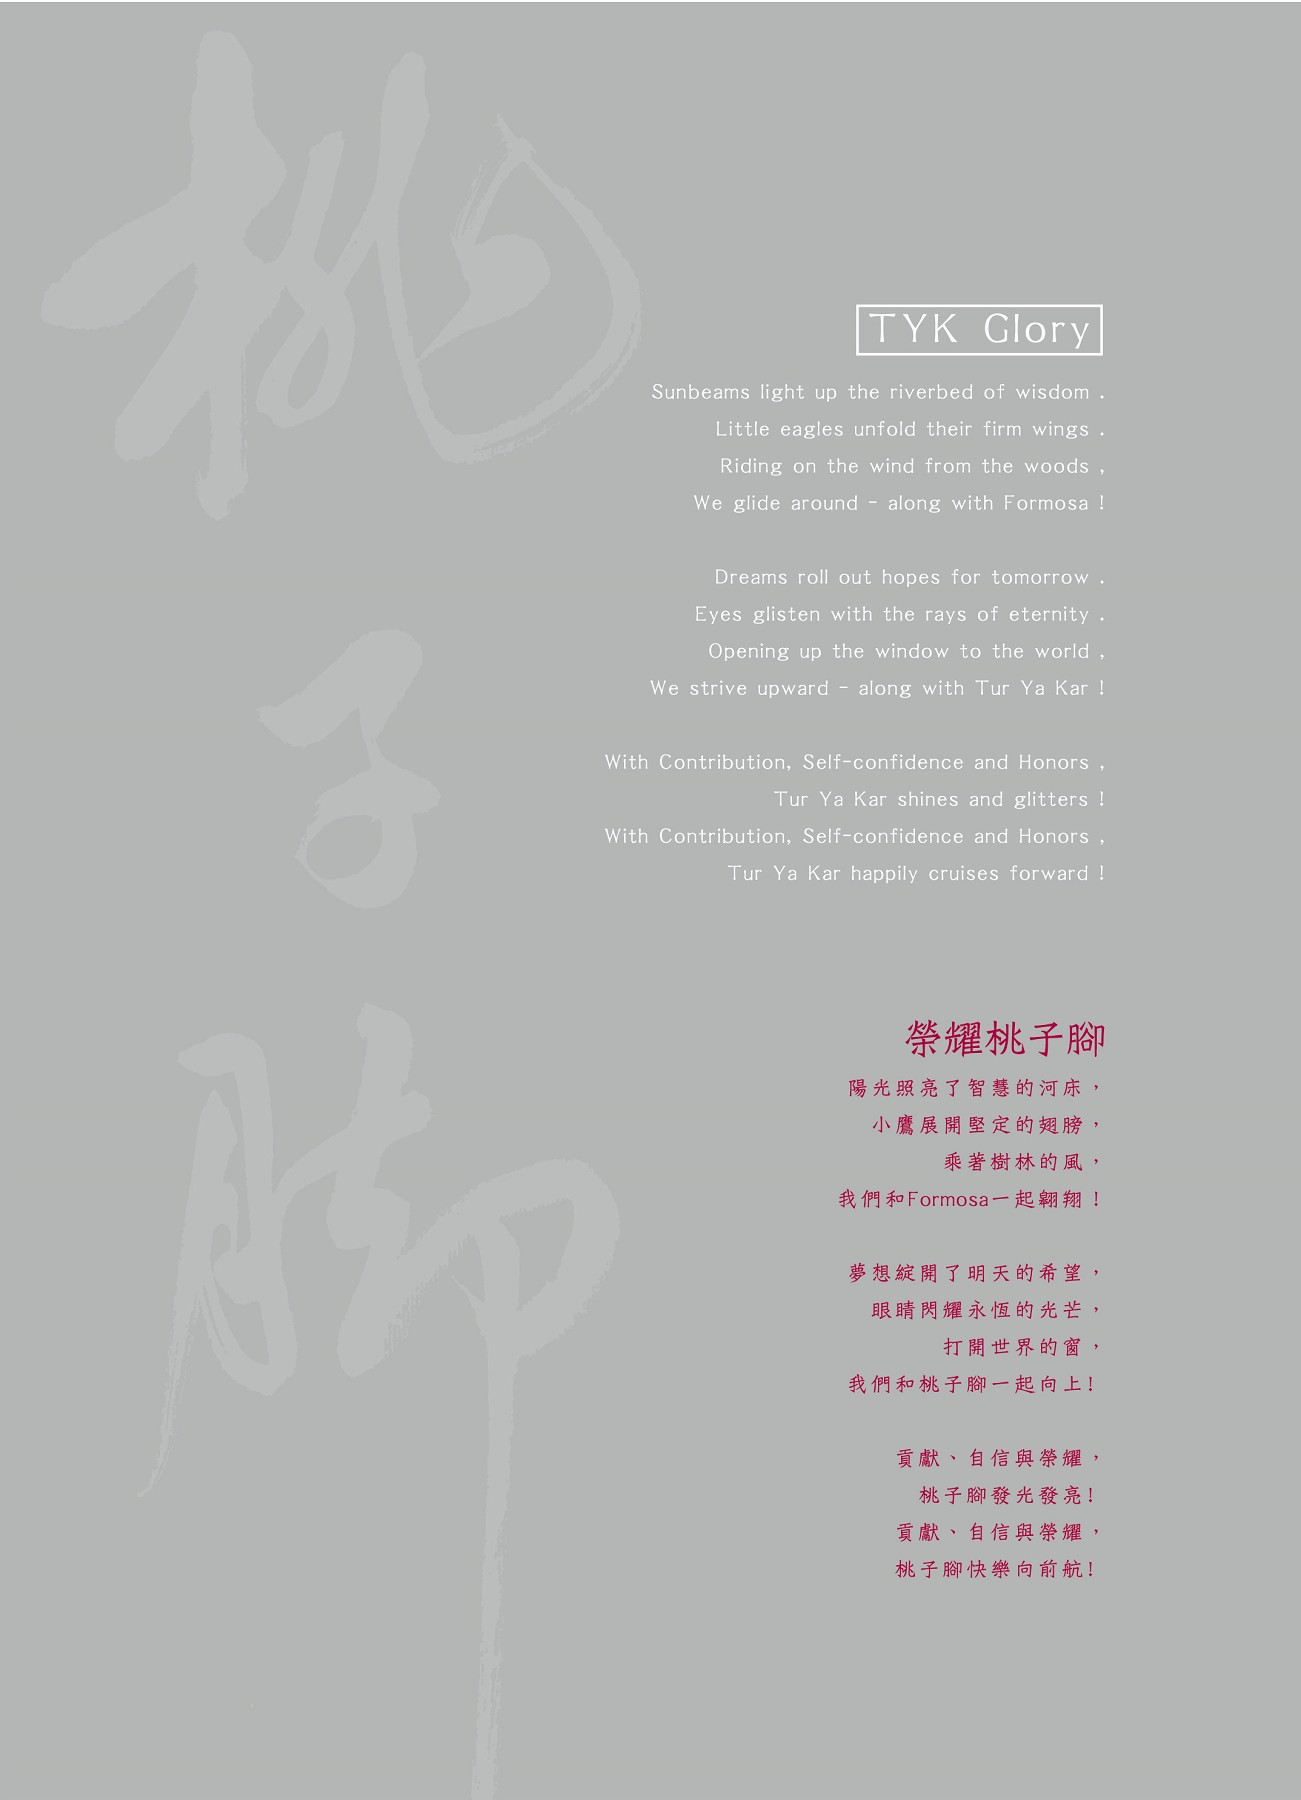 桃子腳
TYK Glory
Sunbeams light up the riverbed of wisdom .
Little eagles unfold their firm wings .
Riding on the wind from the woods ,
We glide around - along with Formosa !
Dreams roll out hopes for tomorrow .
Eyes glisten with the rays of eternity .
Opening up the window to the world ,
We strive upward - along with Tur Ya Kar !
With Contribution, Self-confidence and Honors ,
Tur Ya Kar shines and glitters !
With Contribution, Self-confidence and Honors ,
Tur Ya Kar happily cruises forward !
榮耀桃子腳
陽光照亮了智慧的河床，
小鷹展開堅定的翅膀，
乘著樹林的風，
我們和Formosa一起翱翔！
夢想綻開了明天的希望，
眼睛閃耀永恆的光芒，
打開世界的窗，
我們和桃子腳一起向上!
貢獻、自信與榮耀，
桃子腳發光發亮!
貢獻、自信與榮耀，
桃子腳快樂向前航!